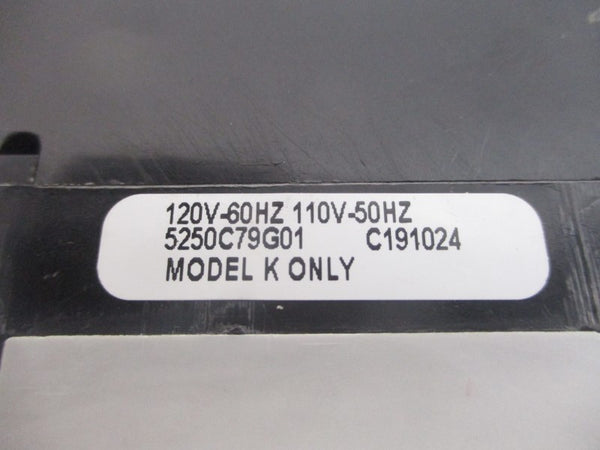 120V-60HZ 110V-50HZ
5250C79G01 C191024
MODEL K ONLY